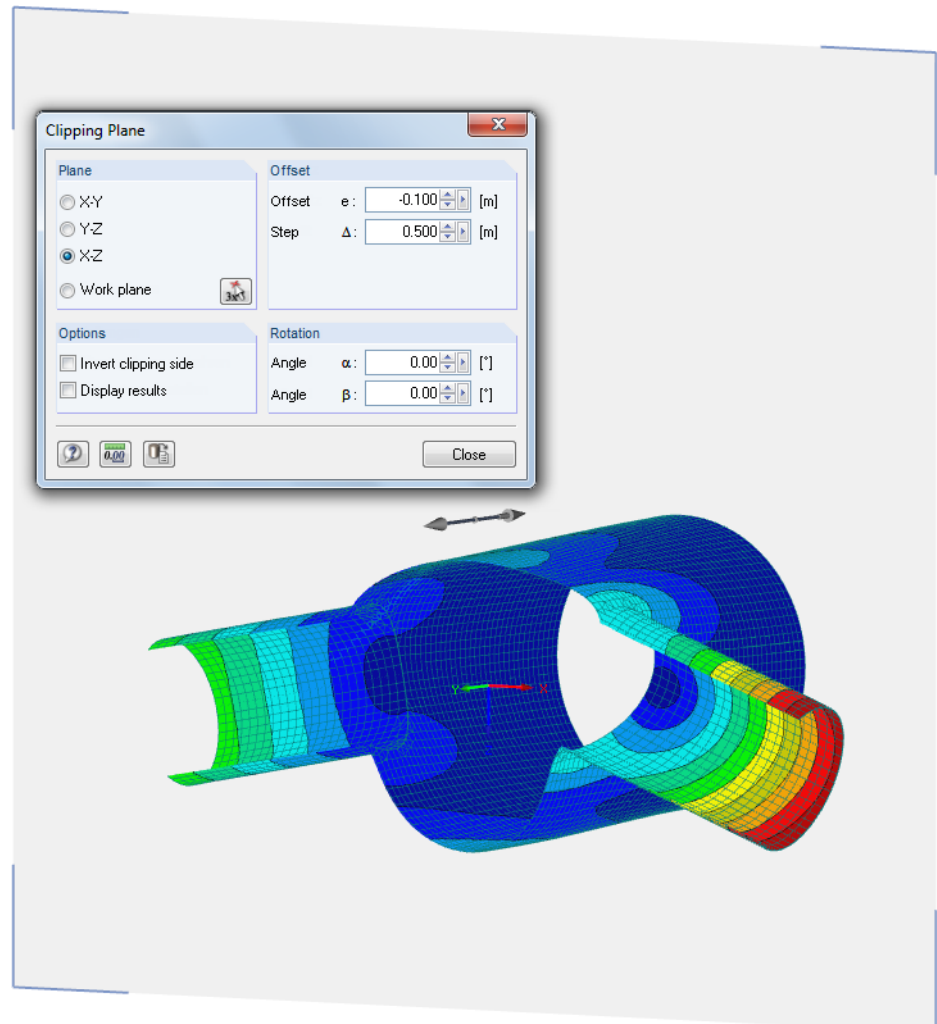 Clipping Plane
Plane
X-Y
Y-Z
X-Z
Work plane
Offset
Offset e : -0.100 [m]
Step Δ : 0.500 [m]
Options
Invert clipping side
Display results
Rotation
Angle α : 0.00 [°]
Angle β : 0.00 [°]
0.00
Close
Y X